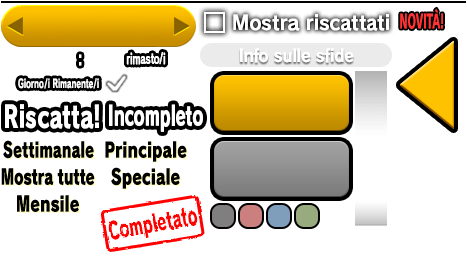 Mostra riscattati NOVITÀ!
8 rimasto/i
Info sulle sfide
Giorno/i Rimanente/i
Riscatta! Incompleto
Settimanale Principale
Mostra tutte Speciale
Mensile
Completato